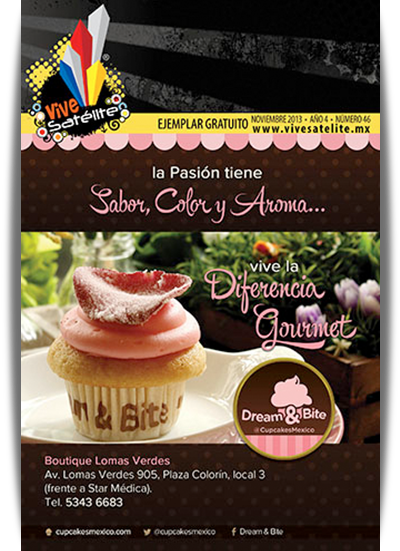 Vive
Satélite
®
EJEMPLAR GRATUITO
NOVIEMBRE 2013 • AÑO 4 • NÚMERO 46
www.vivesatelite.mx
la Pasión tiene
Sabor, Color y Aroma...
vive la
Diferencia
Gourmet
m & Bite
Dream & Bite
@CupcakesMexico
Boutique Lomas Verdes
Av. Lomas Verdes 905, Plaza Colorín, local 3
(frente a Star Médica).
Tel. 5343 6683
cupcakesmexico.com
@cupcakesmexico
Dream & Bite